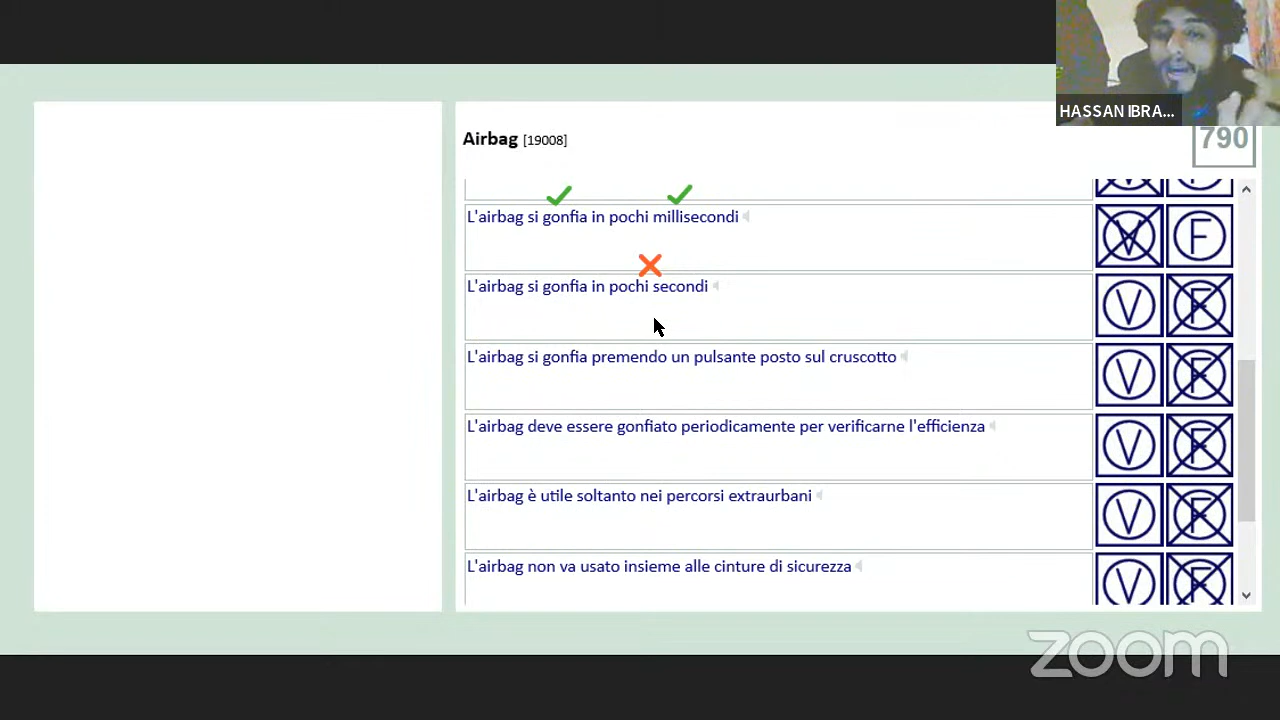 HASSAN IBRA...
Airbag [19008]
790
L'airbag si gonfia in pochi millisecondi
V F
L'airbag si gonfia in pochi secondi
V F
L'airbag si gonfia premendo un pulsante posto sul cruscotto
V F
L'airbag deve essere gonfiato periodicamente per verificarne l'efficienza
V F
L'airbag è utile soltanto nei percorsi extraurbani
V F
L'airbag non va usato insieme alle cinture di sicurezza
V F
zoom